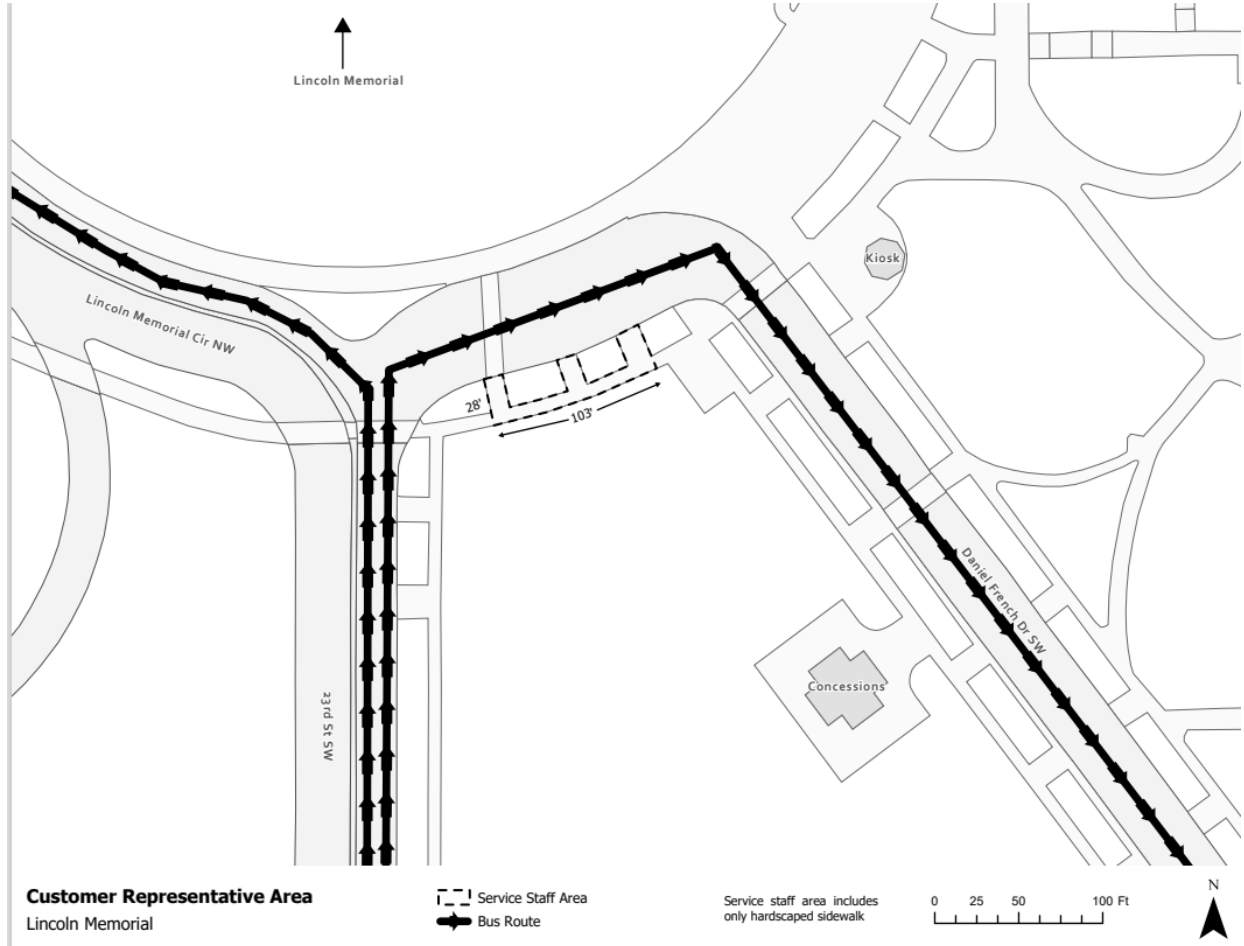 Lincoln Memorial
Kiosk
Lincoln Memorial Cir NW
28'
103'
Daniel French Dr SW
Concessions
23rd St SW
Customer Representative Area
Lincoln Memorial
Service Staff Area
Bus Route
Service staff area includes
only hardscaped sidewalk
0 25 50 100 Ft
N